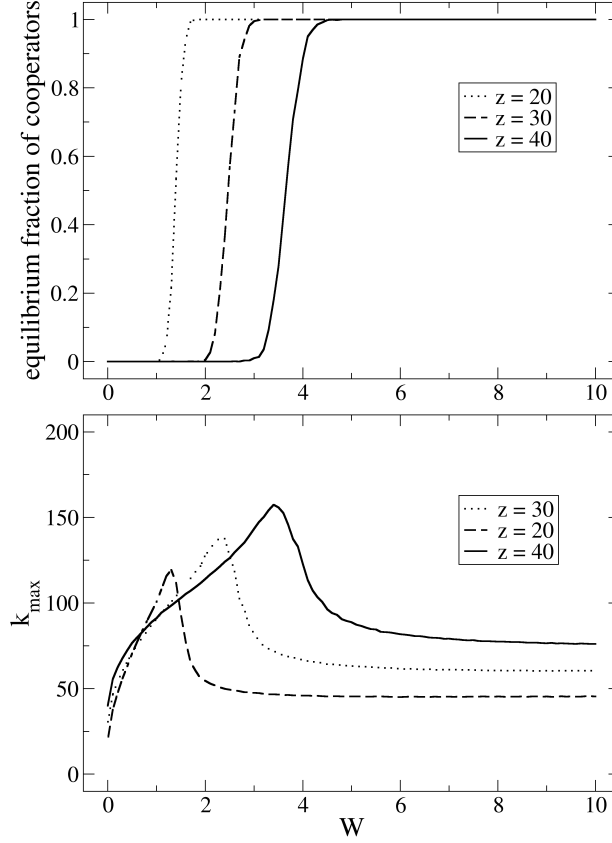 equilibrium fraction of cooperators
1
0.8
0.6
0.4
0.2
0
z = 20
z = 30
z = 40
0 2 4 6 8 10
k_max
200
150
100
50
0
z = 30
z = 20
z = 40
0 2 4 6 8 10
W